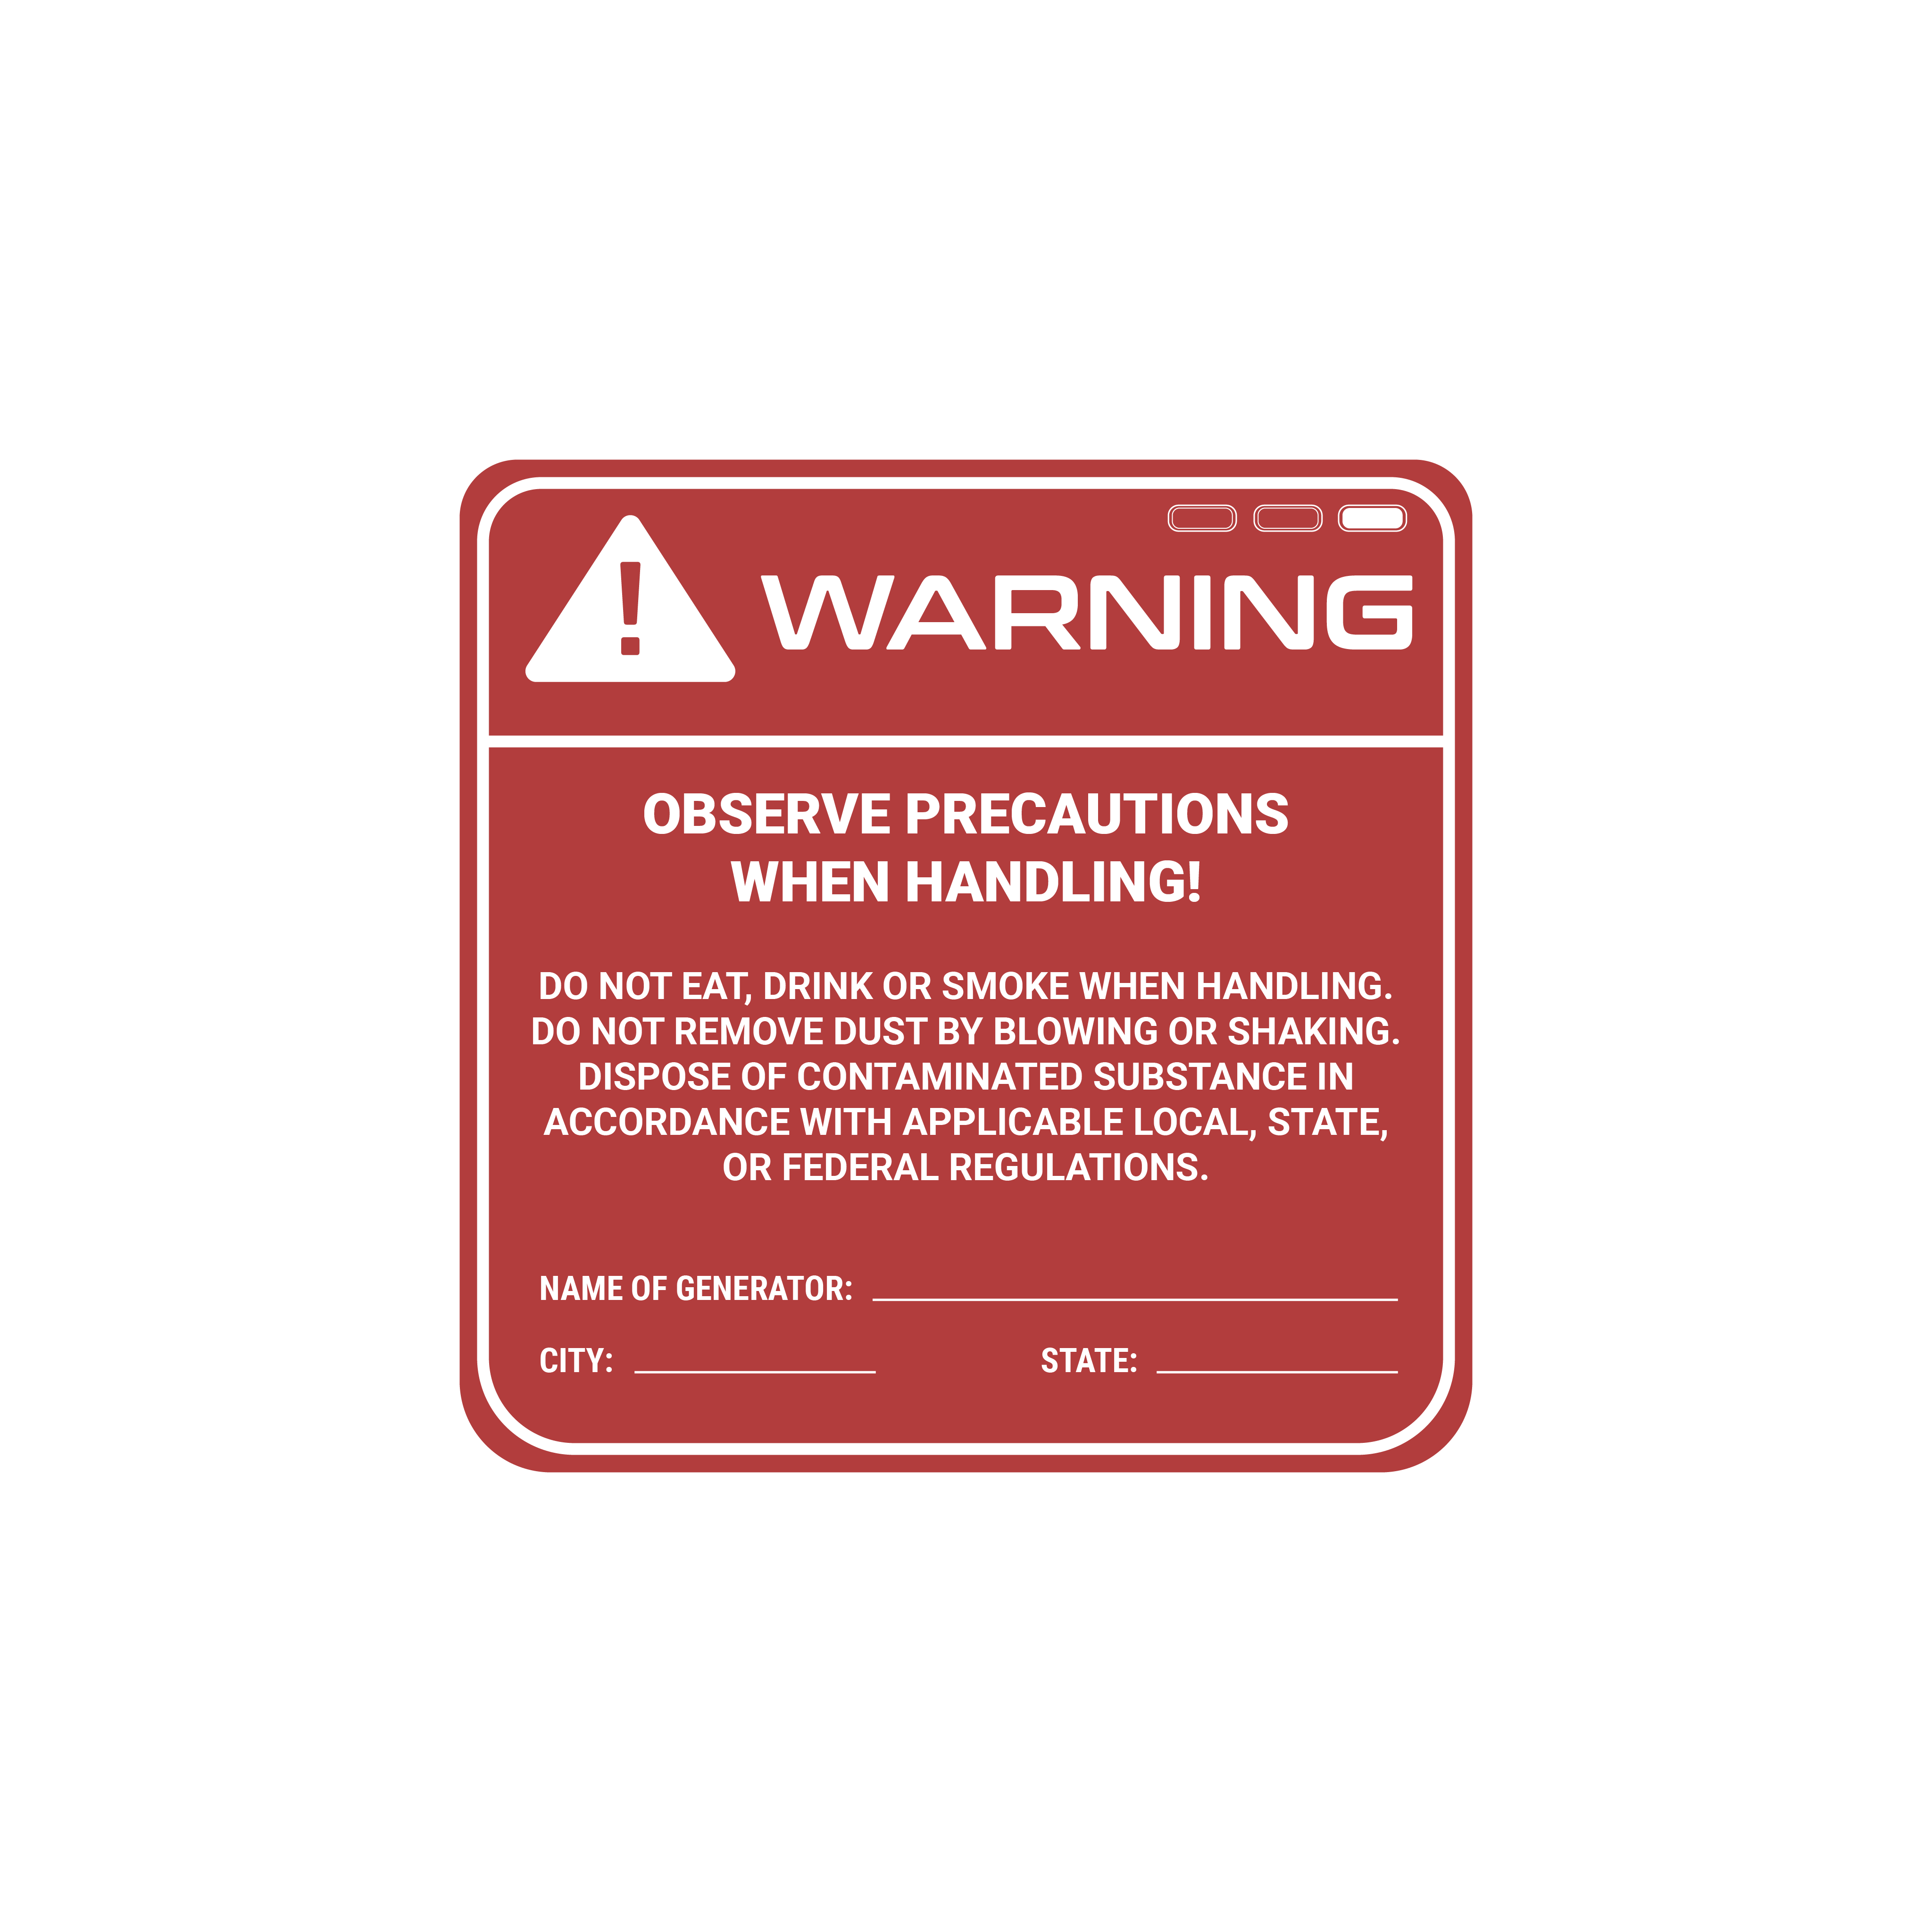 WARNING
OBSERVE PRECAUTIONS
WHEN HANDLING!
DO NOT EAT, DRINK OR SMOKE WHEN HANDLING.
DO NOT REMOVE DUST BY BLOWING OR SHAKING.
DISPOSE OF CONTAMINATED SUBSTANCE IN
ACCORDANCE WITH APPLICABLE LOCAL, STATE,
OR FEDERAL REGULATIONS.
NAME OF GENERATOR:
CITY: STATE: